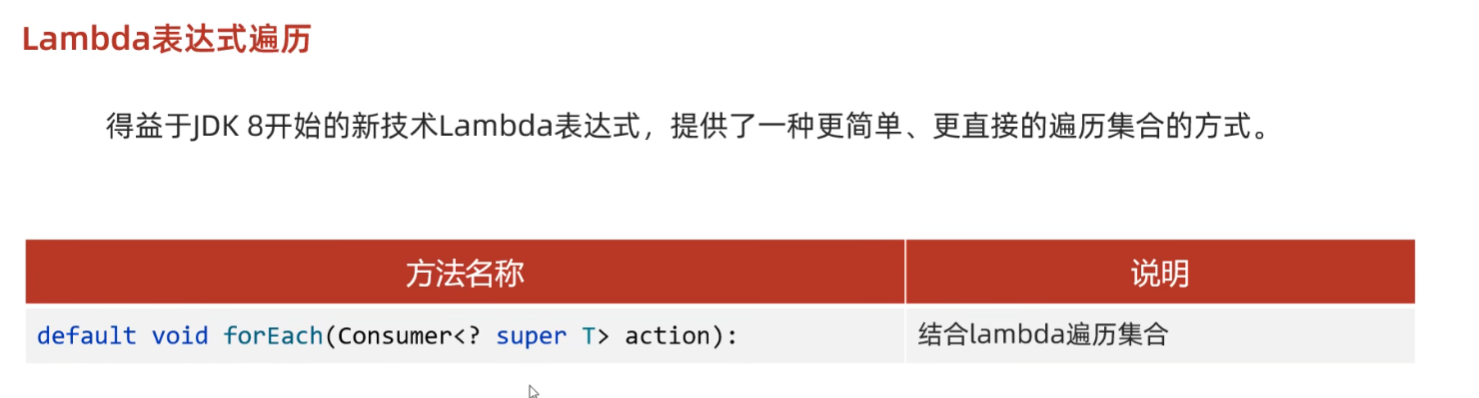 Lambda表达式遍历
得益于JDK 8开始的新技术Lambda表达式，提供了一种更简单、更直接的遍历集合的方式。
方法名称 说明
default void forEach(Consumer<? super T> action): 结合lambda遍历集合